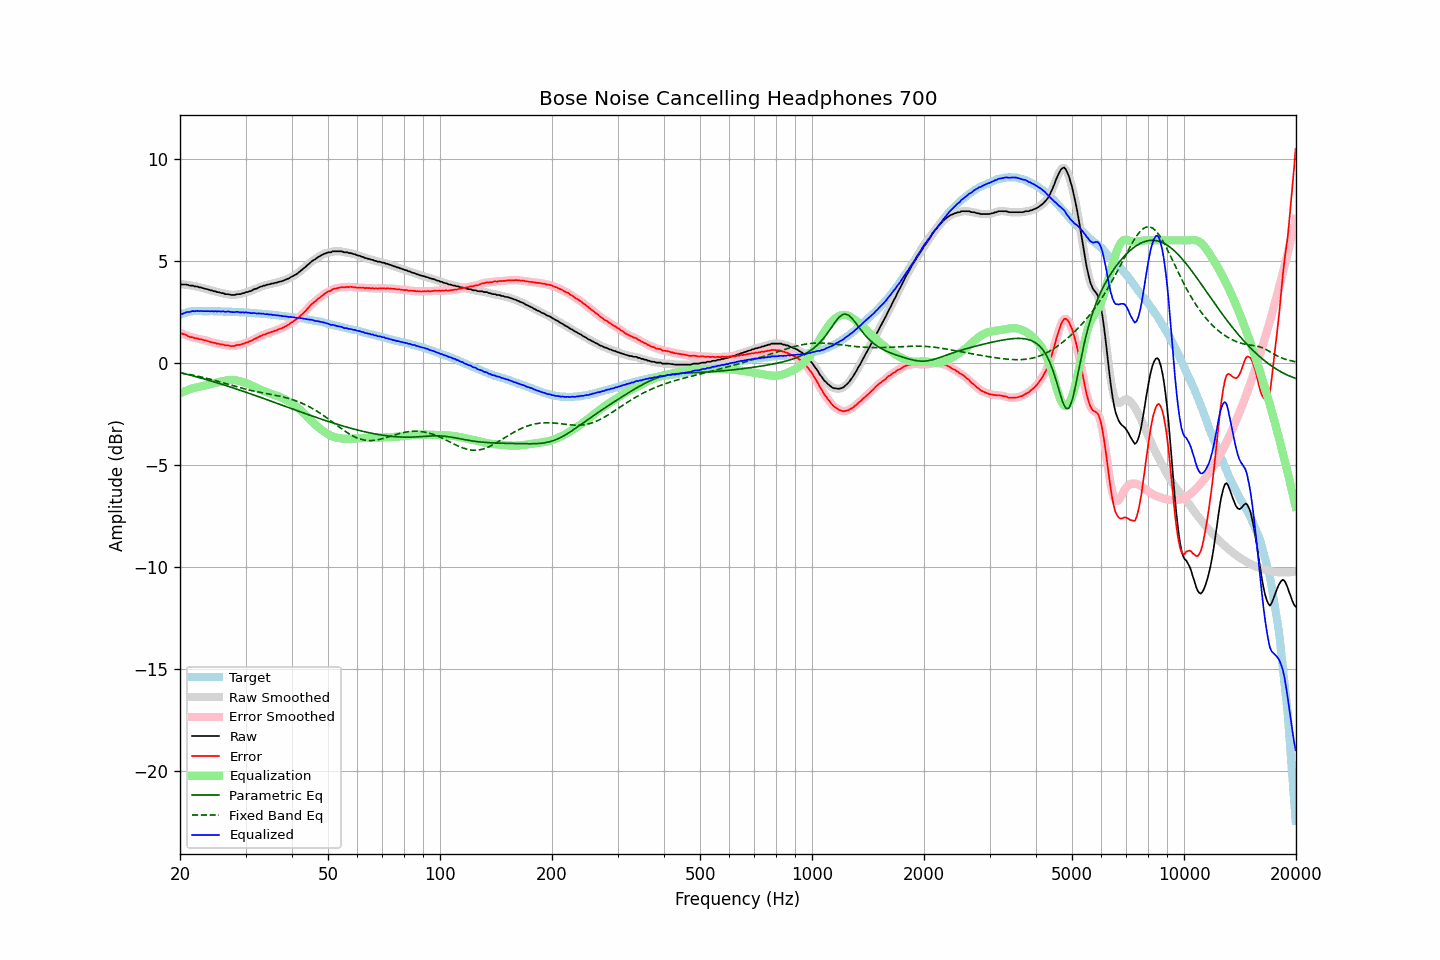 Bose Noise Cancelling Headphones 700
10
5
0
−5
−10
−15
−20
Amplitude (dBr)
Target
Raw Smoothed
Error Smoothed
Raw
Error
Equalization
Parametric Eq
Fixed Band Eq
Equalized
20 50 100 200 500 1000 2000 5000 10000 20000
Frequency (Hz)